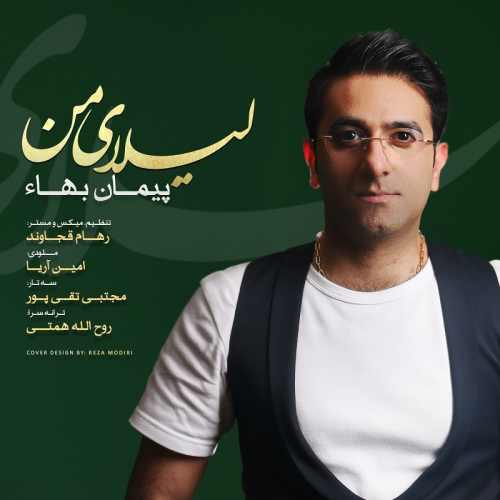 لیلای من
پیمان بهاء
تنظیم، میکس و مستر:
رهام قجاوند
ملودی:
امین آریا
سه تار:
مجتبی تقی پور
ترانه سرا:
روح الله همتی
COVER DESIGN BY: REZA MODIRI